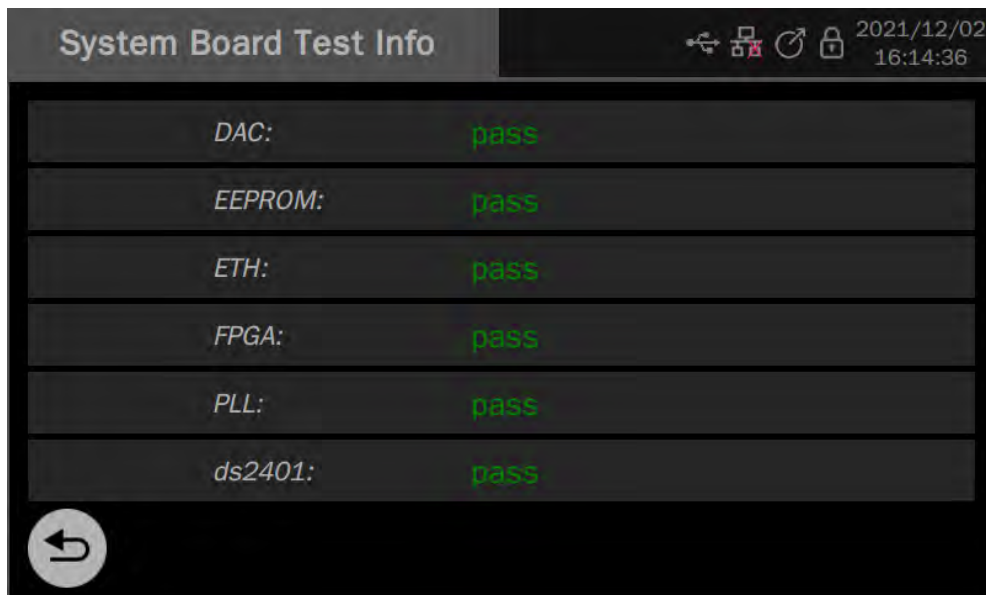 System Board Test Info
2021/12/02
16:14:36
DAC: pass
EEPROM: pass
ETH: pass
FPGA: pass
PLL: pass
ds2401: pass